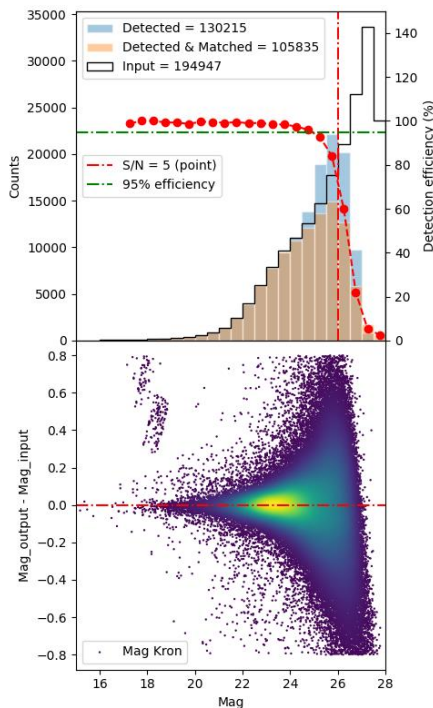 35000
30000
25000
20000
15000
10000
5000
0
Counts
Detected = 130215
Detected & Matched = 105835
Input = 194947
S/N = 5 (point)
95% efficiency
140
120
100
80
60
40
20
0
Detection efficiency (%)
0.8
0.6
0.4
0.2
0.0
−0.2
−0.4
−0.6
−0.8
Mag_output - Mag_input
Mag Kron
16 18 20 22 24 26 28
Mag